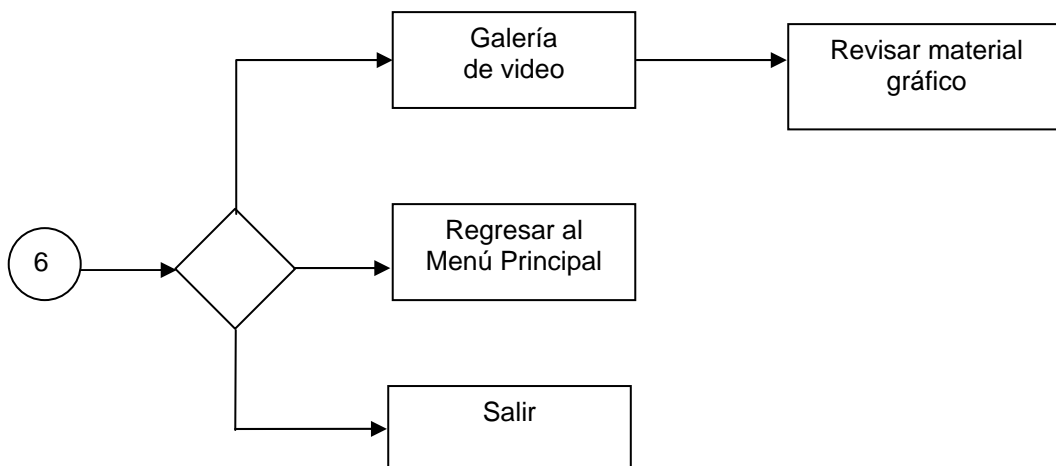 Galería
de video
Revisar material
gráfico
6
Regresar al
Menú Principal
Salir